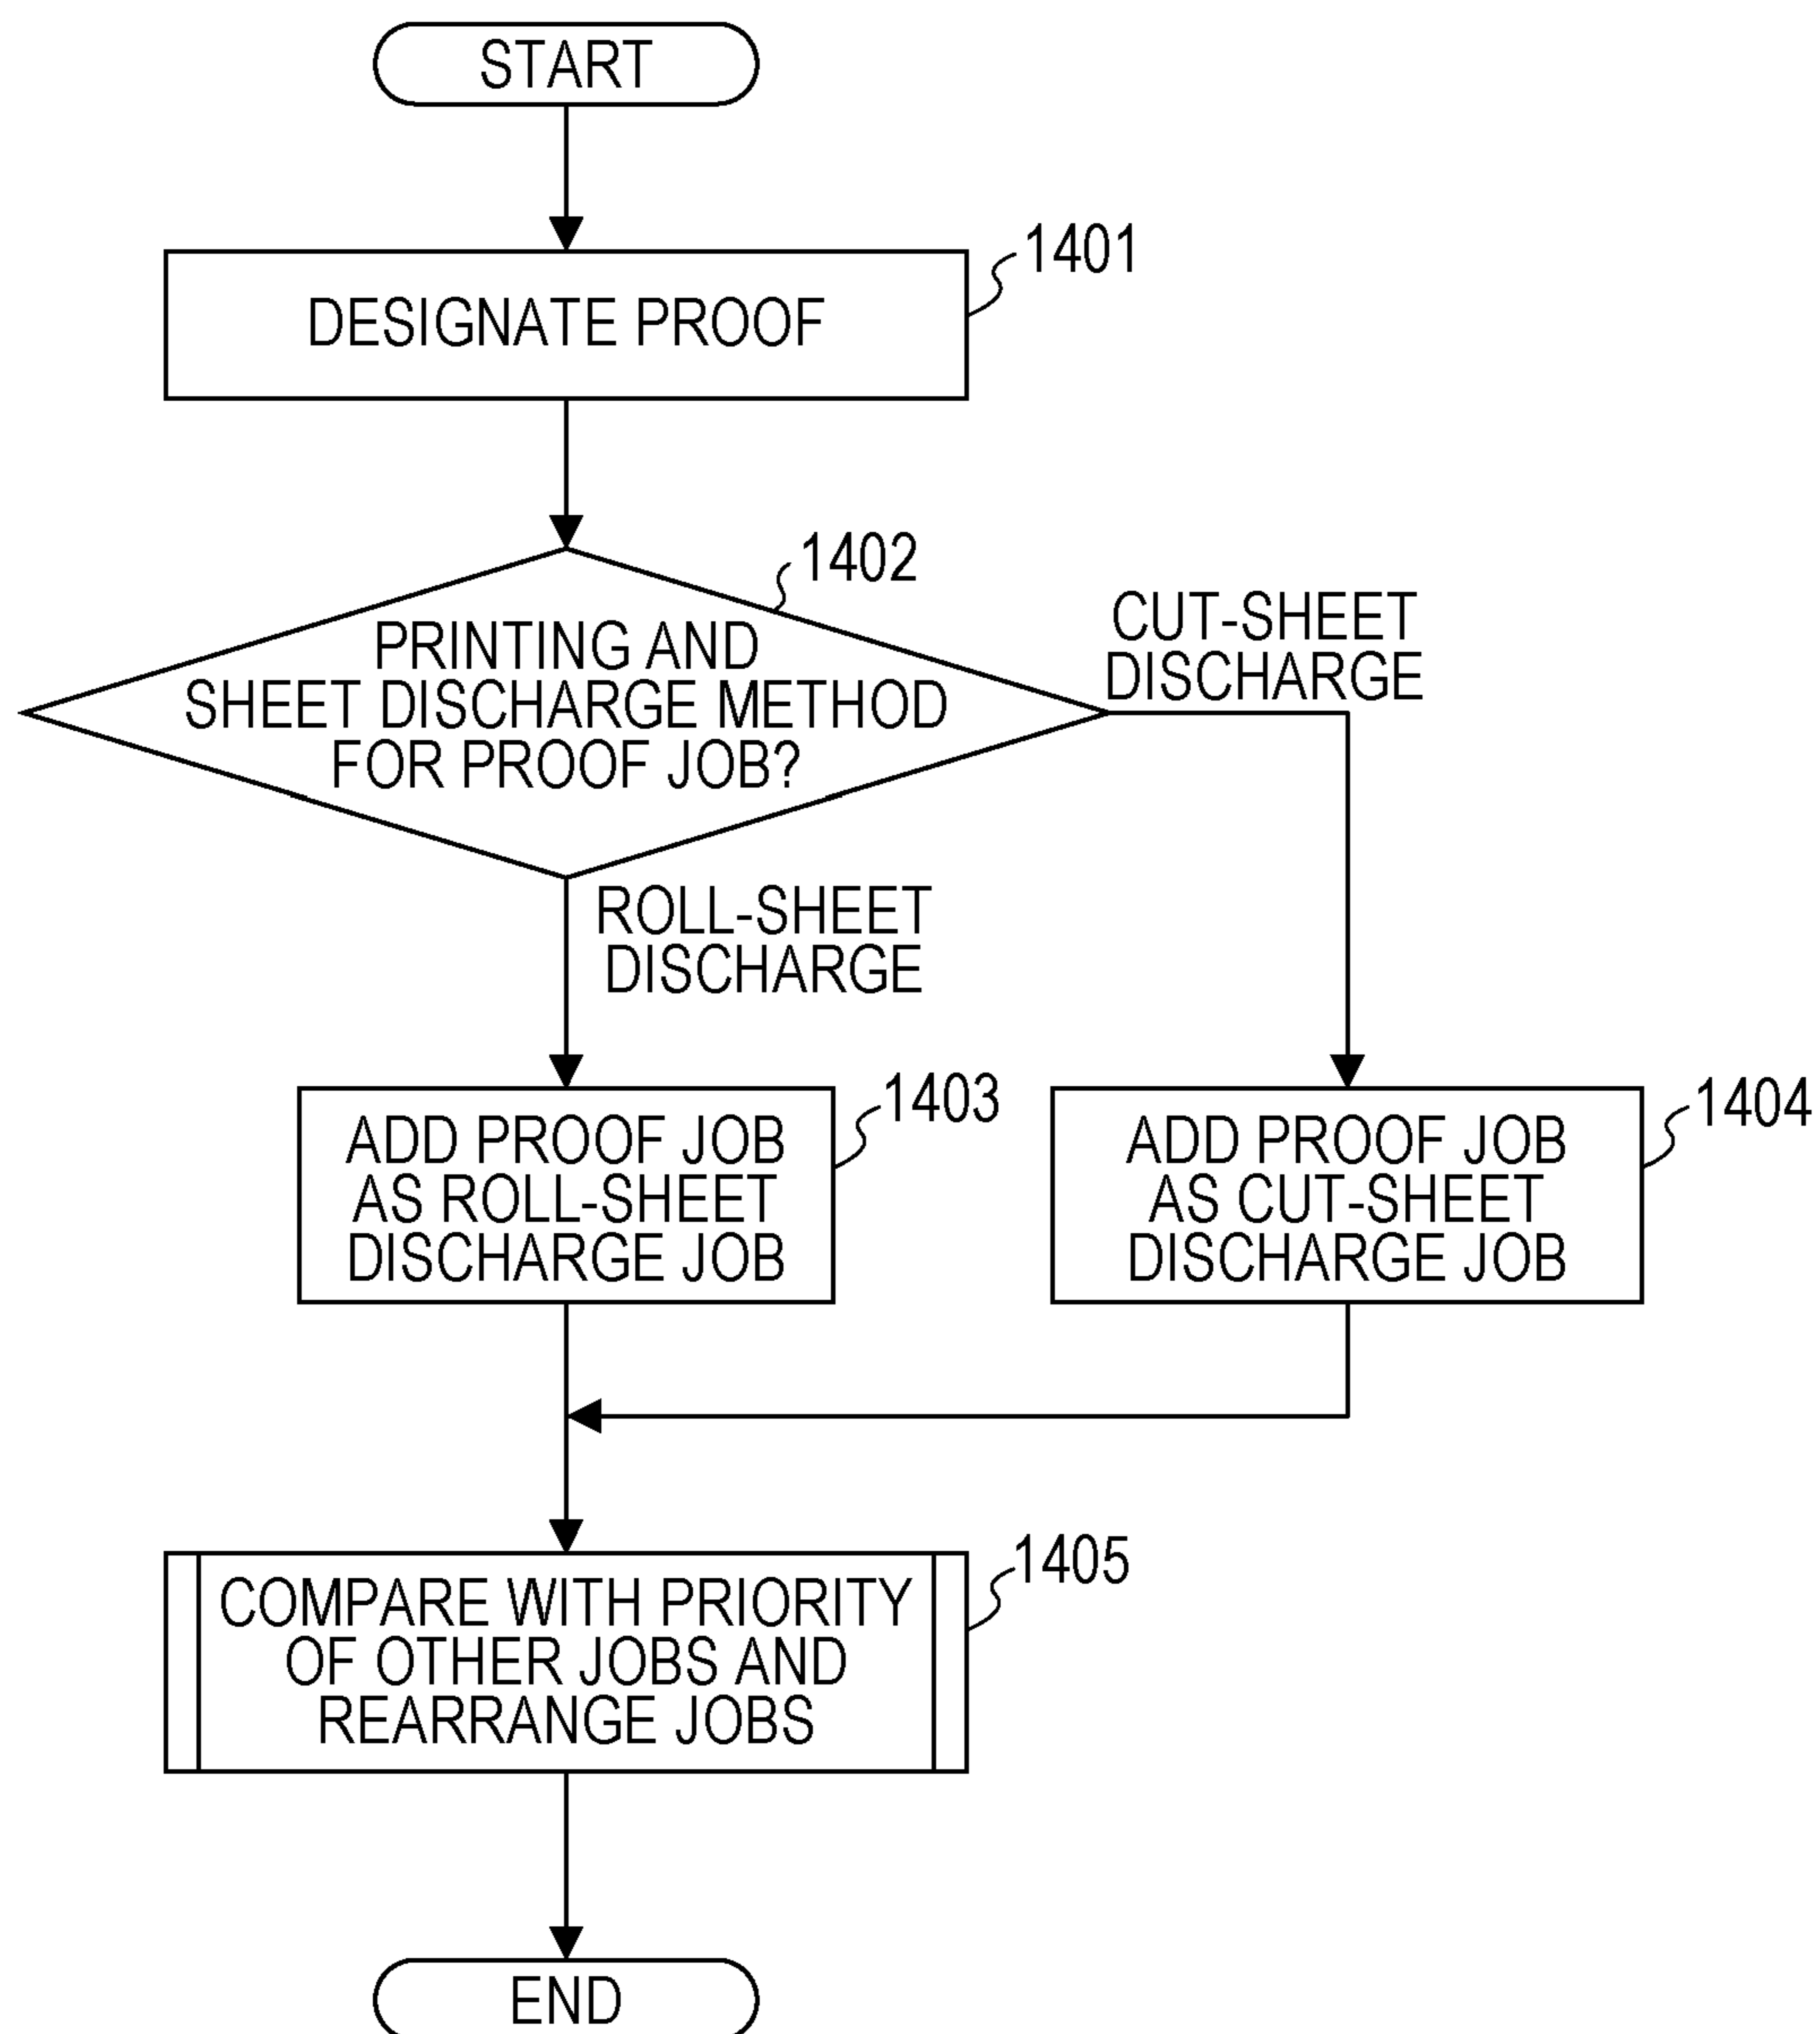 START
1401
DESIGNATE PROOF
1402
PRINTING AND
SHEET DISCHARGE METHOD
FOR PROOF JOB?
CUT-SHEET
DISCHARGE
ROLL-SHEET
DISCHARGE
1403
ADD PROOF JOB
AS ROLL-SHEET
DISCHARGE JOB
1404
ADD PROOF JOB
AS CUT-SHEET
DISCHARGE JOB
1405
COMPARE WITH PRIORITY
OF OTHER JOBS AND
REARRANGE JOBS
END